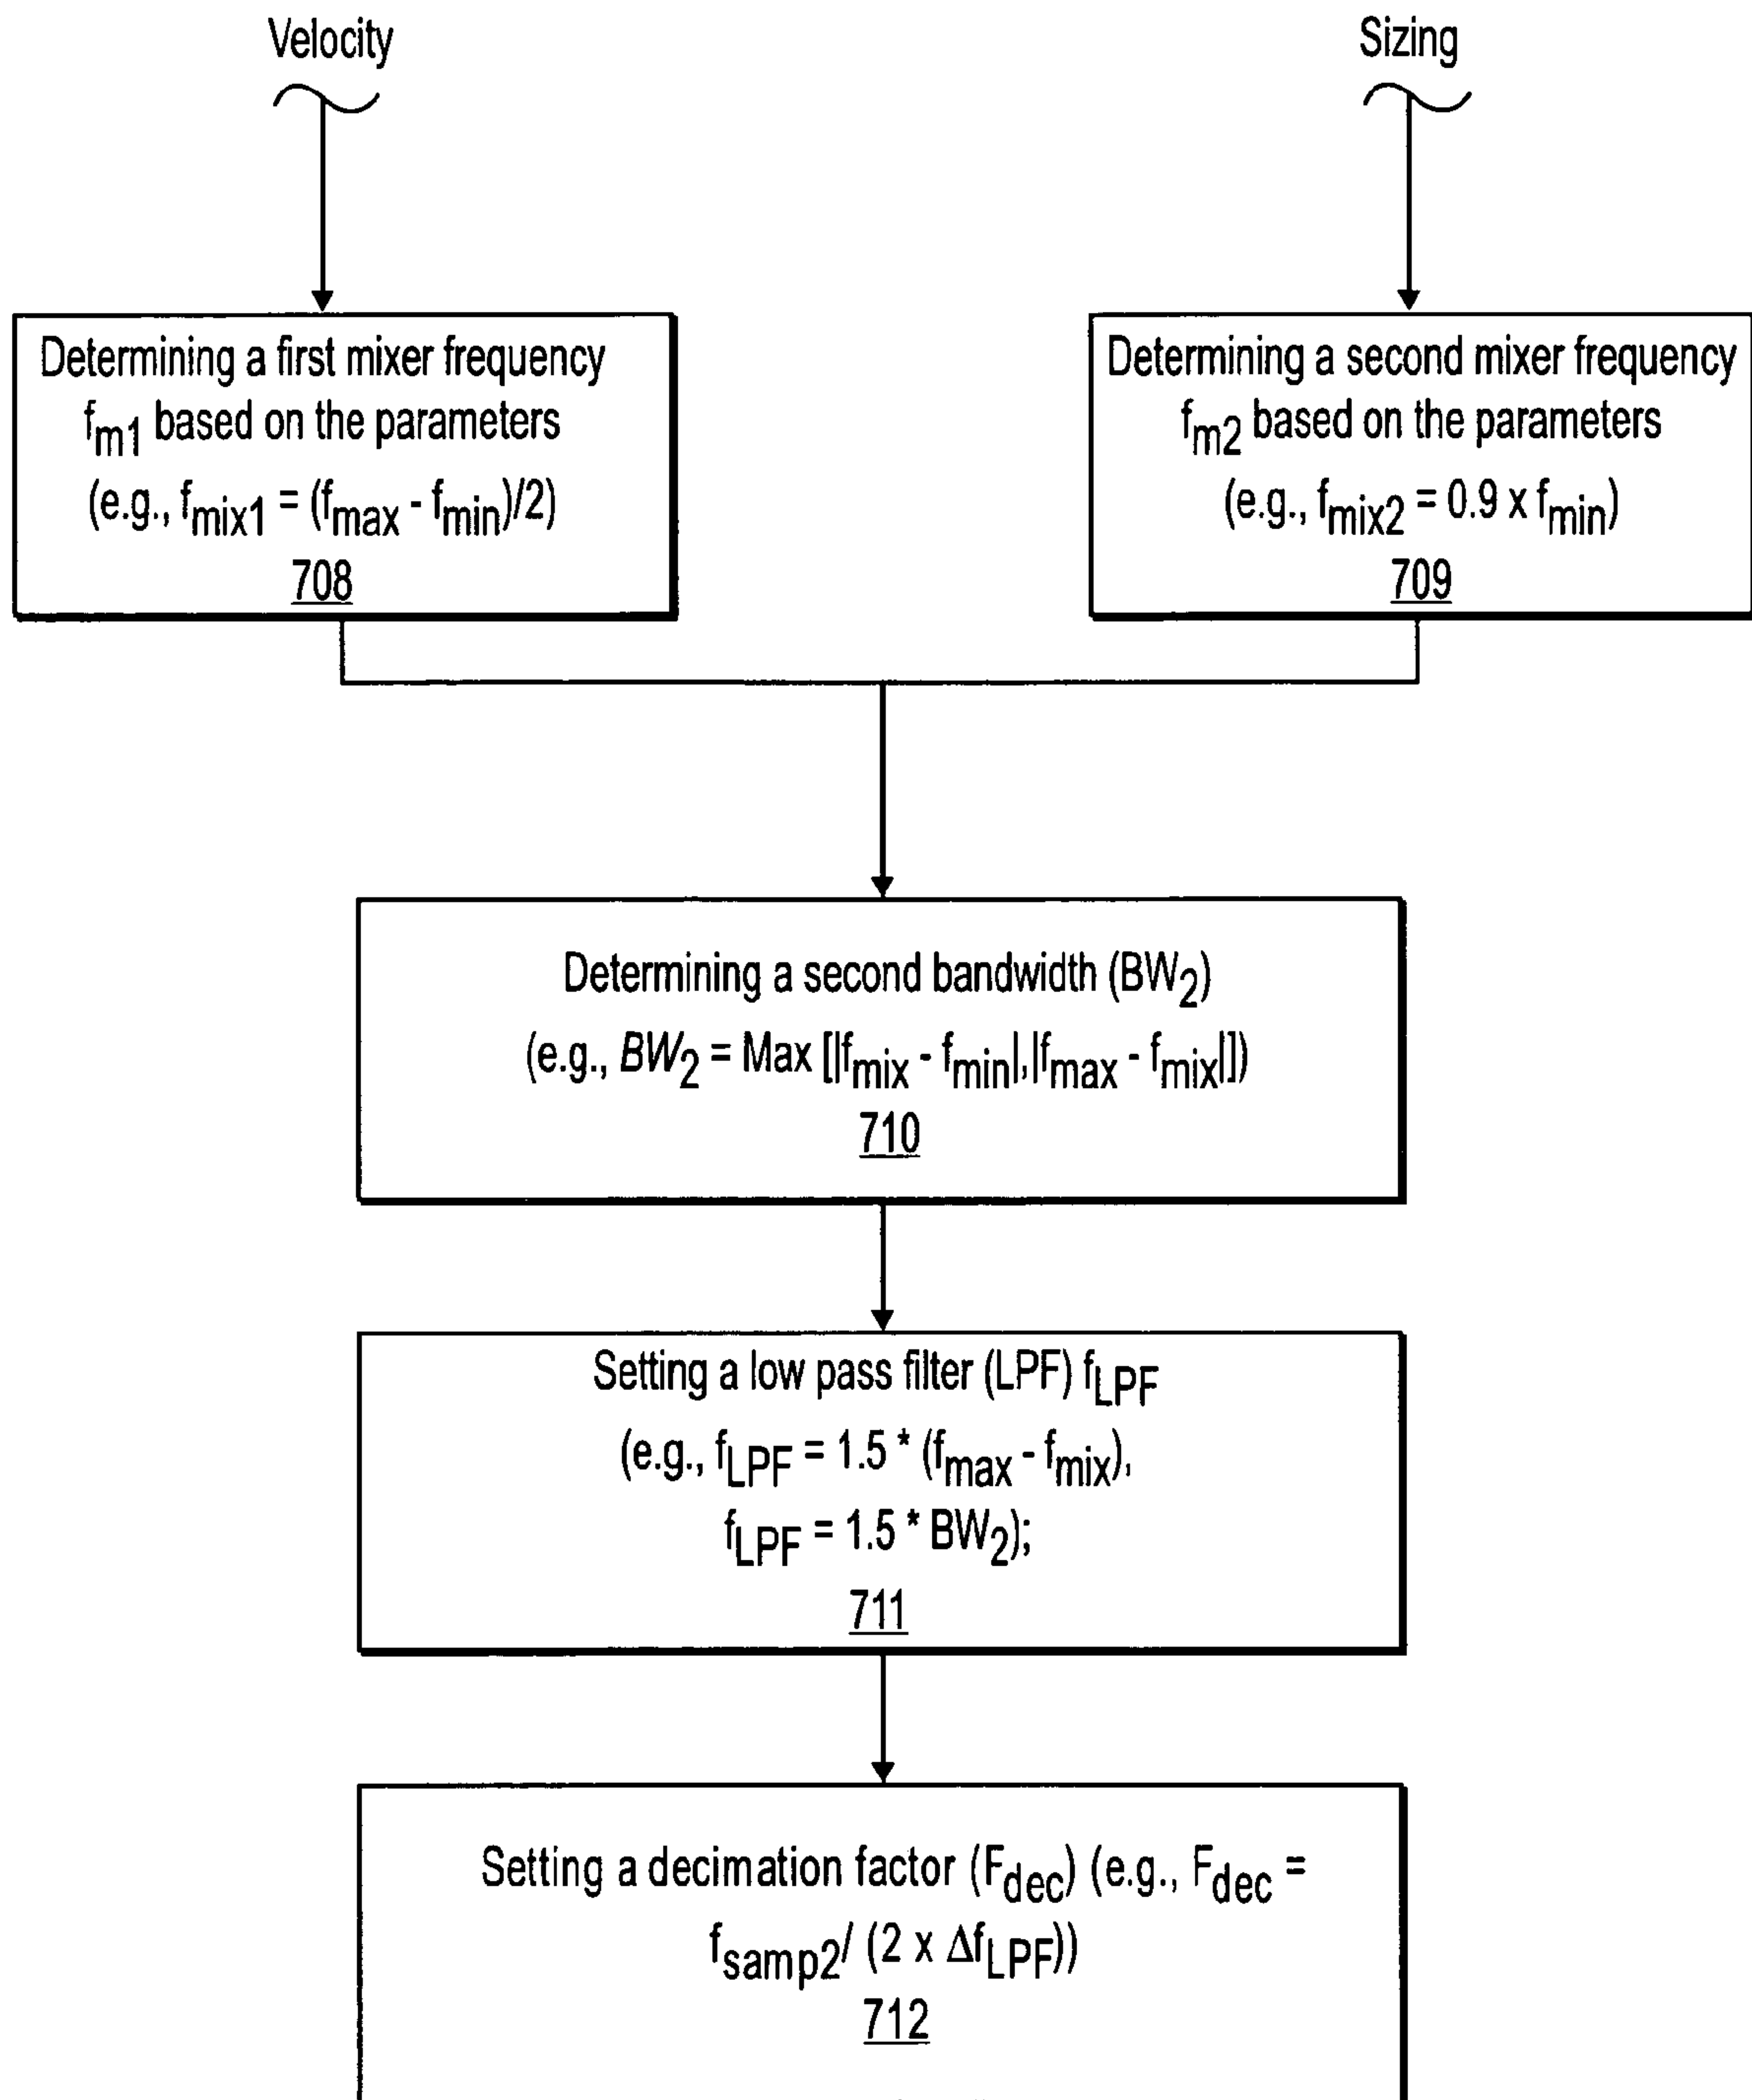 Velocity
Sizing
Determining a first mixer frequency
fm1 based on the parameters
(e.g., fmix1 = (fmax - fmin)/2)
708
Determining a second mixer frequency
fm2 based on the parameters
(e.g., fmix2 = 0.9 x fmin)
709
Determining a second bandwidth (BW2)
(e.g., BW2 = Max [|fmix - fmin|,|fmax - fmix|])
710
Setting a low pass filter (LPF) fLPF
(e.g., fLPF = 1.5 * (fmax - fmix),
fLPF = 1.5 * BW2);
711
Setting a decimation factor (Fdec) (e.g., Fdec =
fsamp2/ (2 x ΔfLPF))
712